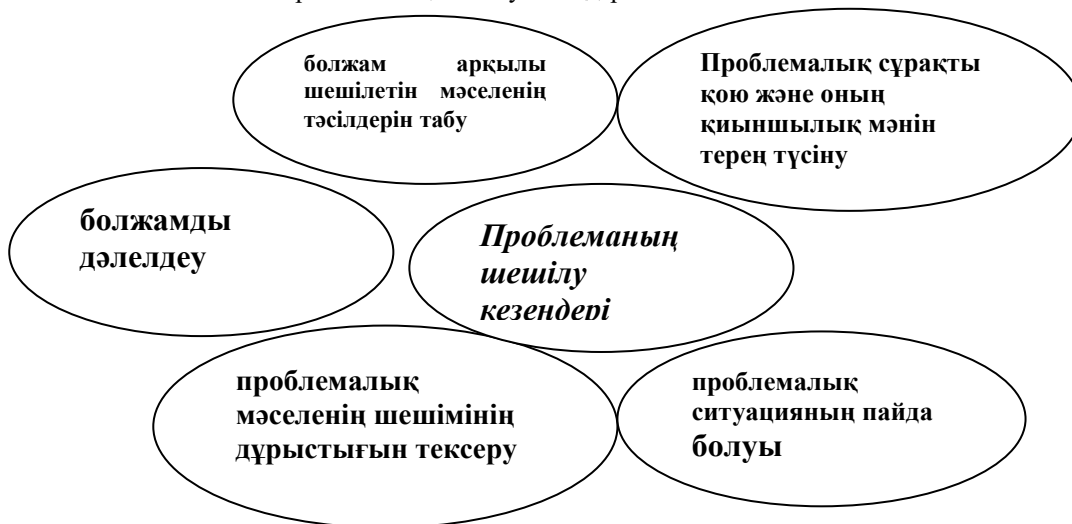 болжам арқылы
шешілетін мәселенің
тәсілдерін табу
Проблемалық сұрақты
қою және оның
қиыншылық мәнін
терең түсіну
болжамды
дәлелдеу
Проблеманың
шешілу
кезеңдері
проблемалық
мәселенің шешімінің
дұрыстығын тексеру
проблемалық
ситуацияның пайда
болуы